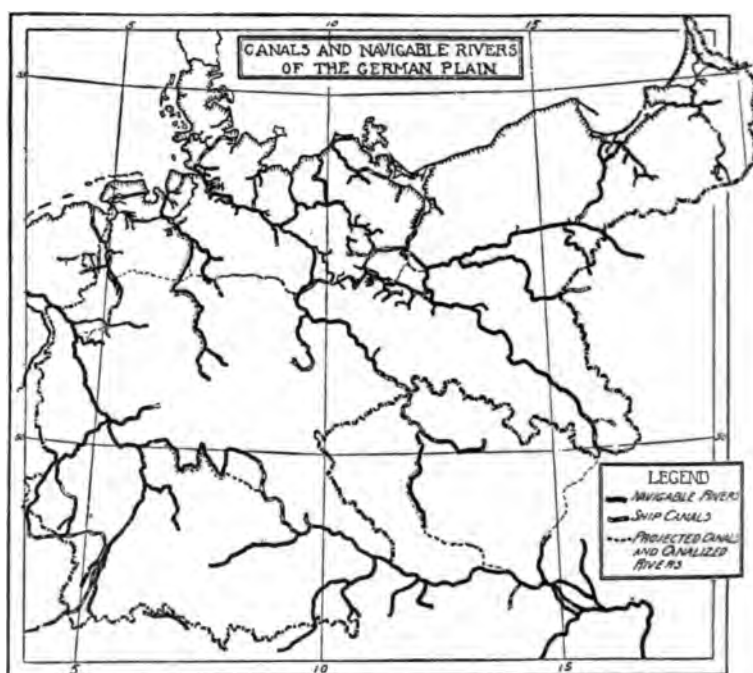 CANALS AND NAVIGABLE RIVERS
OF THE GERMAN PLAIN
5
10
15
50
LEGEND
NAVIGABLE RIVERS
SHIP CANALS
PROJECTED CANALS
AND CANALIZED
RIVERS
5
10
15